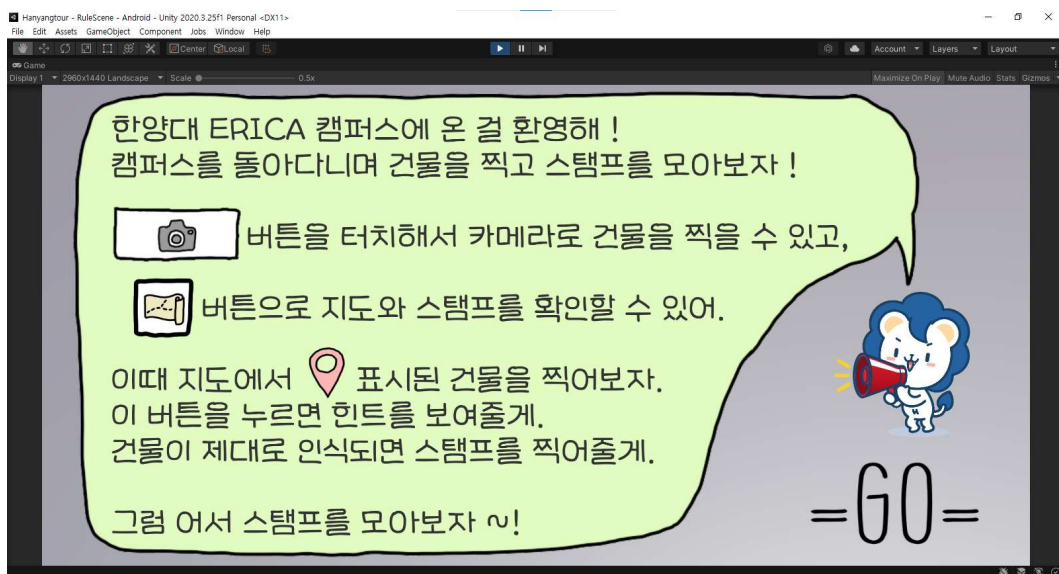 Hanyangtour - RuleScene - Android - Unity 2020.3.25f1 Personal <DX11>
File Edit Assets GameObject Component Jobs Window Help
Center Local Account Layers Layout
Game
Display 1 2960x1440 Landscape Scale 0.5x Maximize On Play Mute Audio Stats Gizmos
한양대 ERICA 캠퍼스에 온 걸 환영해 !
캠퍼스를 돌아다니며 건물을 찍고 스탬프를 모아보자 !
버튼을 터치해서 카메라로 건물을 찍을 수 있고,
버튼으로 지도와 스탬프를 확인할 수 있어.
이때 지도에서 표시된 건물을 찍어보자.
이 버튼을 누르면 힌트를 보여줄게.
건물이 제대로 인식되면 스탬프를 찍어줄게.
그럼 어서 스탬프를 모아보자 ~!
=GO=